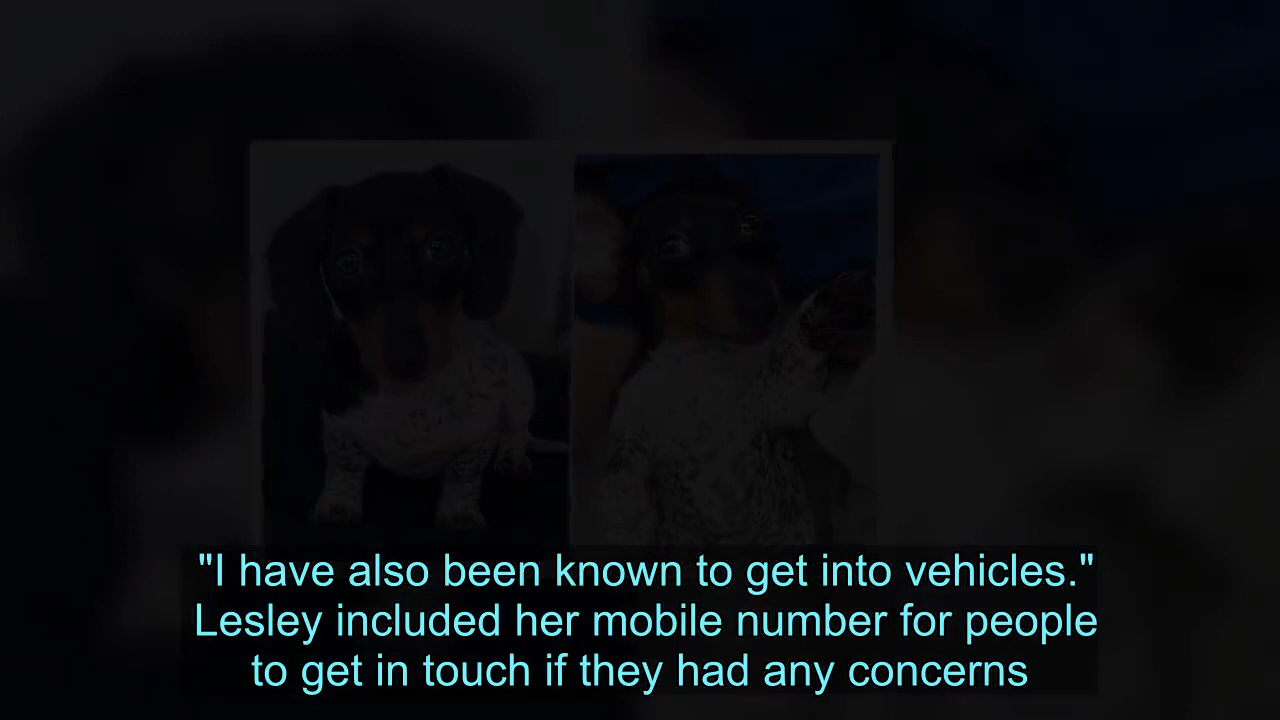 "I have also been known to get into vehicles."
Lesley included her mobile number for people
to get in touch if they had any concerns